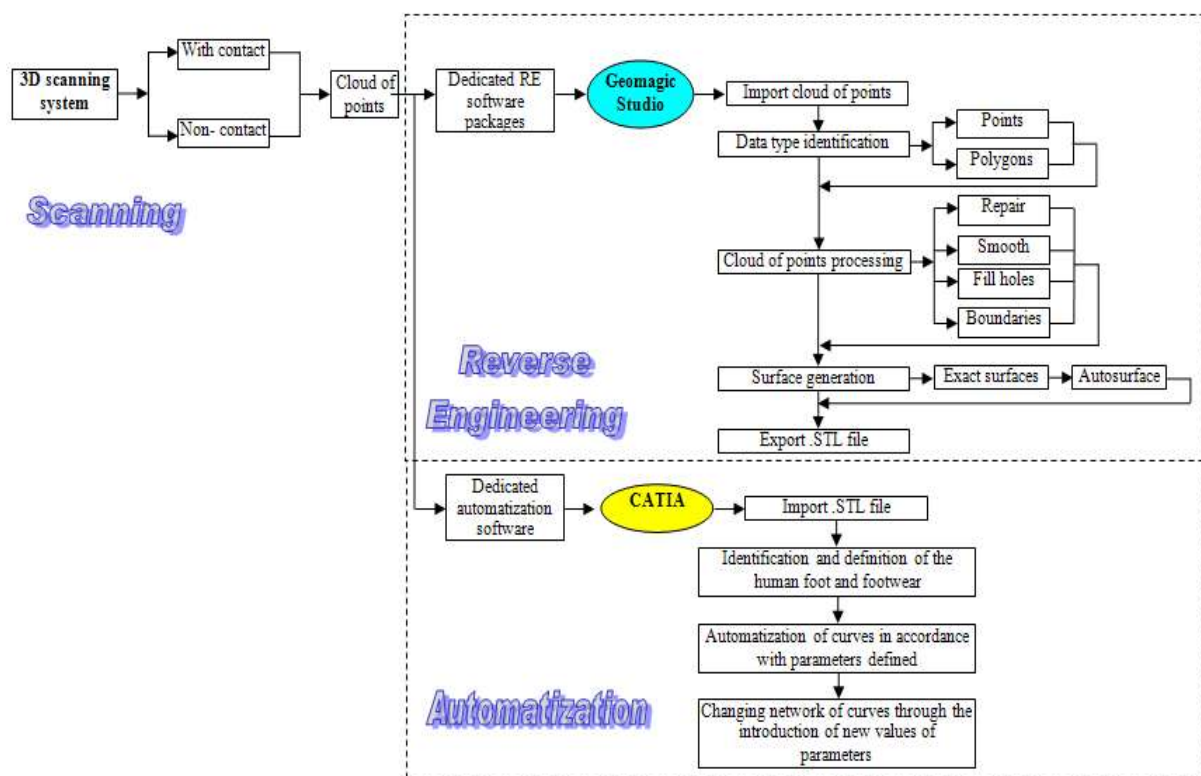 3D scanning
system
With contact
Non- contact
Cloud of
points
Scanning
Dedicated RE
software
packages
Geomagic
Studio
Import cloud of points
Data type identification
Points
Polygons
Cloud of points processing
Repair
Smooth
Fill holes
Boundaries
Surface generation
Exact surfaces
Autosurface
Export .STL file
Reverse
Engineering
Dedicated
automatization
software
CATIA
Import .STL file
Identification and definition of the
human foot and footwear
Automatization of curves in accordance
with parameters defined
Changing network of curves through the
introduction of new values of
parameters
Automatization